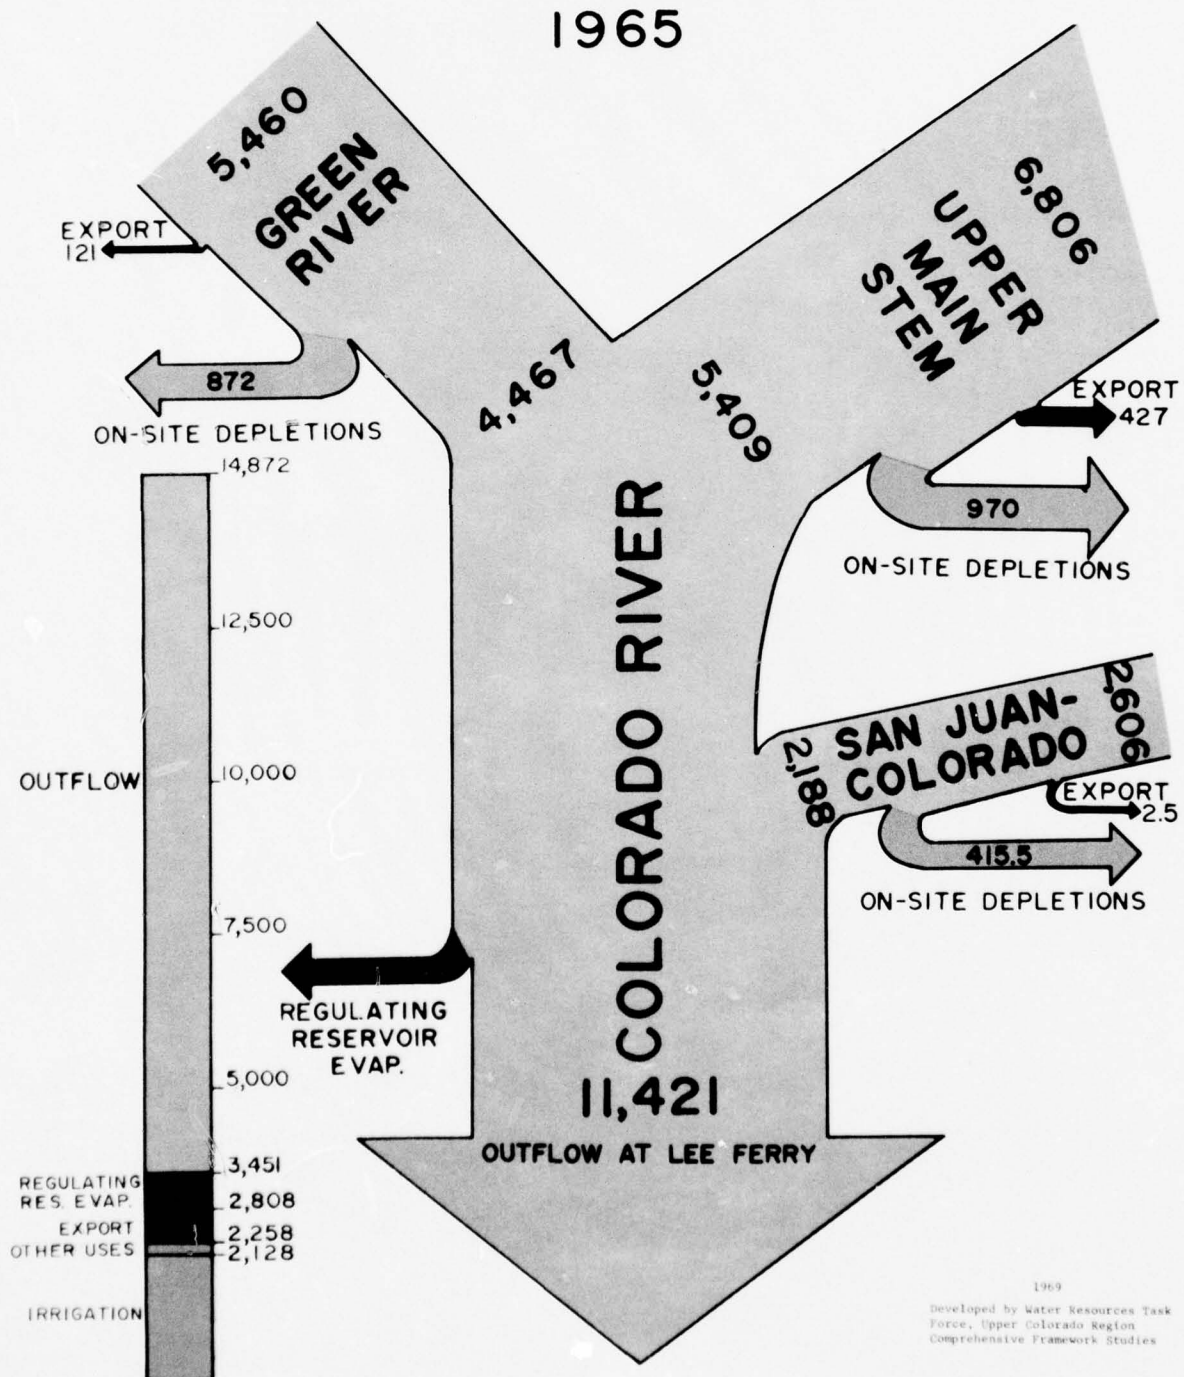 1965
5,460
GREEN
RIVER
EXPORT
121
872
ON-SITE DEPLETIONS
4,467
6,806
UPPER
MAIN
STEM
5,409
EXPORT
427
970
ON-SITE DEPLETIONS
COLORADO RIVER
2,606
SAN JUAN-
COLORADO
2,188
EXPORT
2.5
415.5
ON-SITE DEPLETIONS
REGULATING
RESERVOIR
EVAP.
11,421
OUTFLOW AT LEE FERRY
14,872
12,500
OUTFLOW
10,000
7,500
5,000
3,451
REGULATING
RES. EVAP.
2,808
EXPORT
2,258
OTHER USES
2,128
IRRIGATION
1969
Developed by Water Resources Task
Force, Upper Colorado Region
Comprehensive Framework Studies